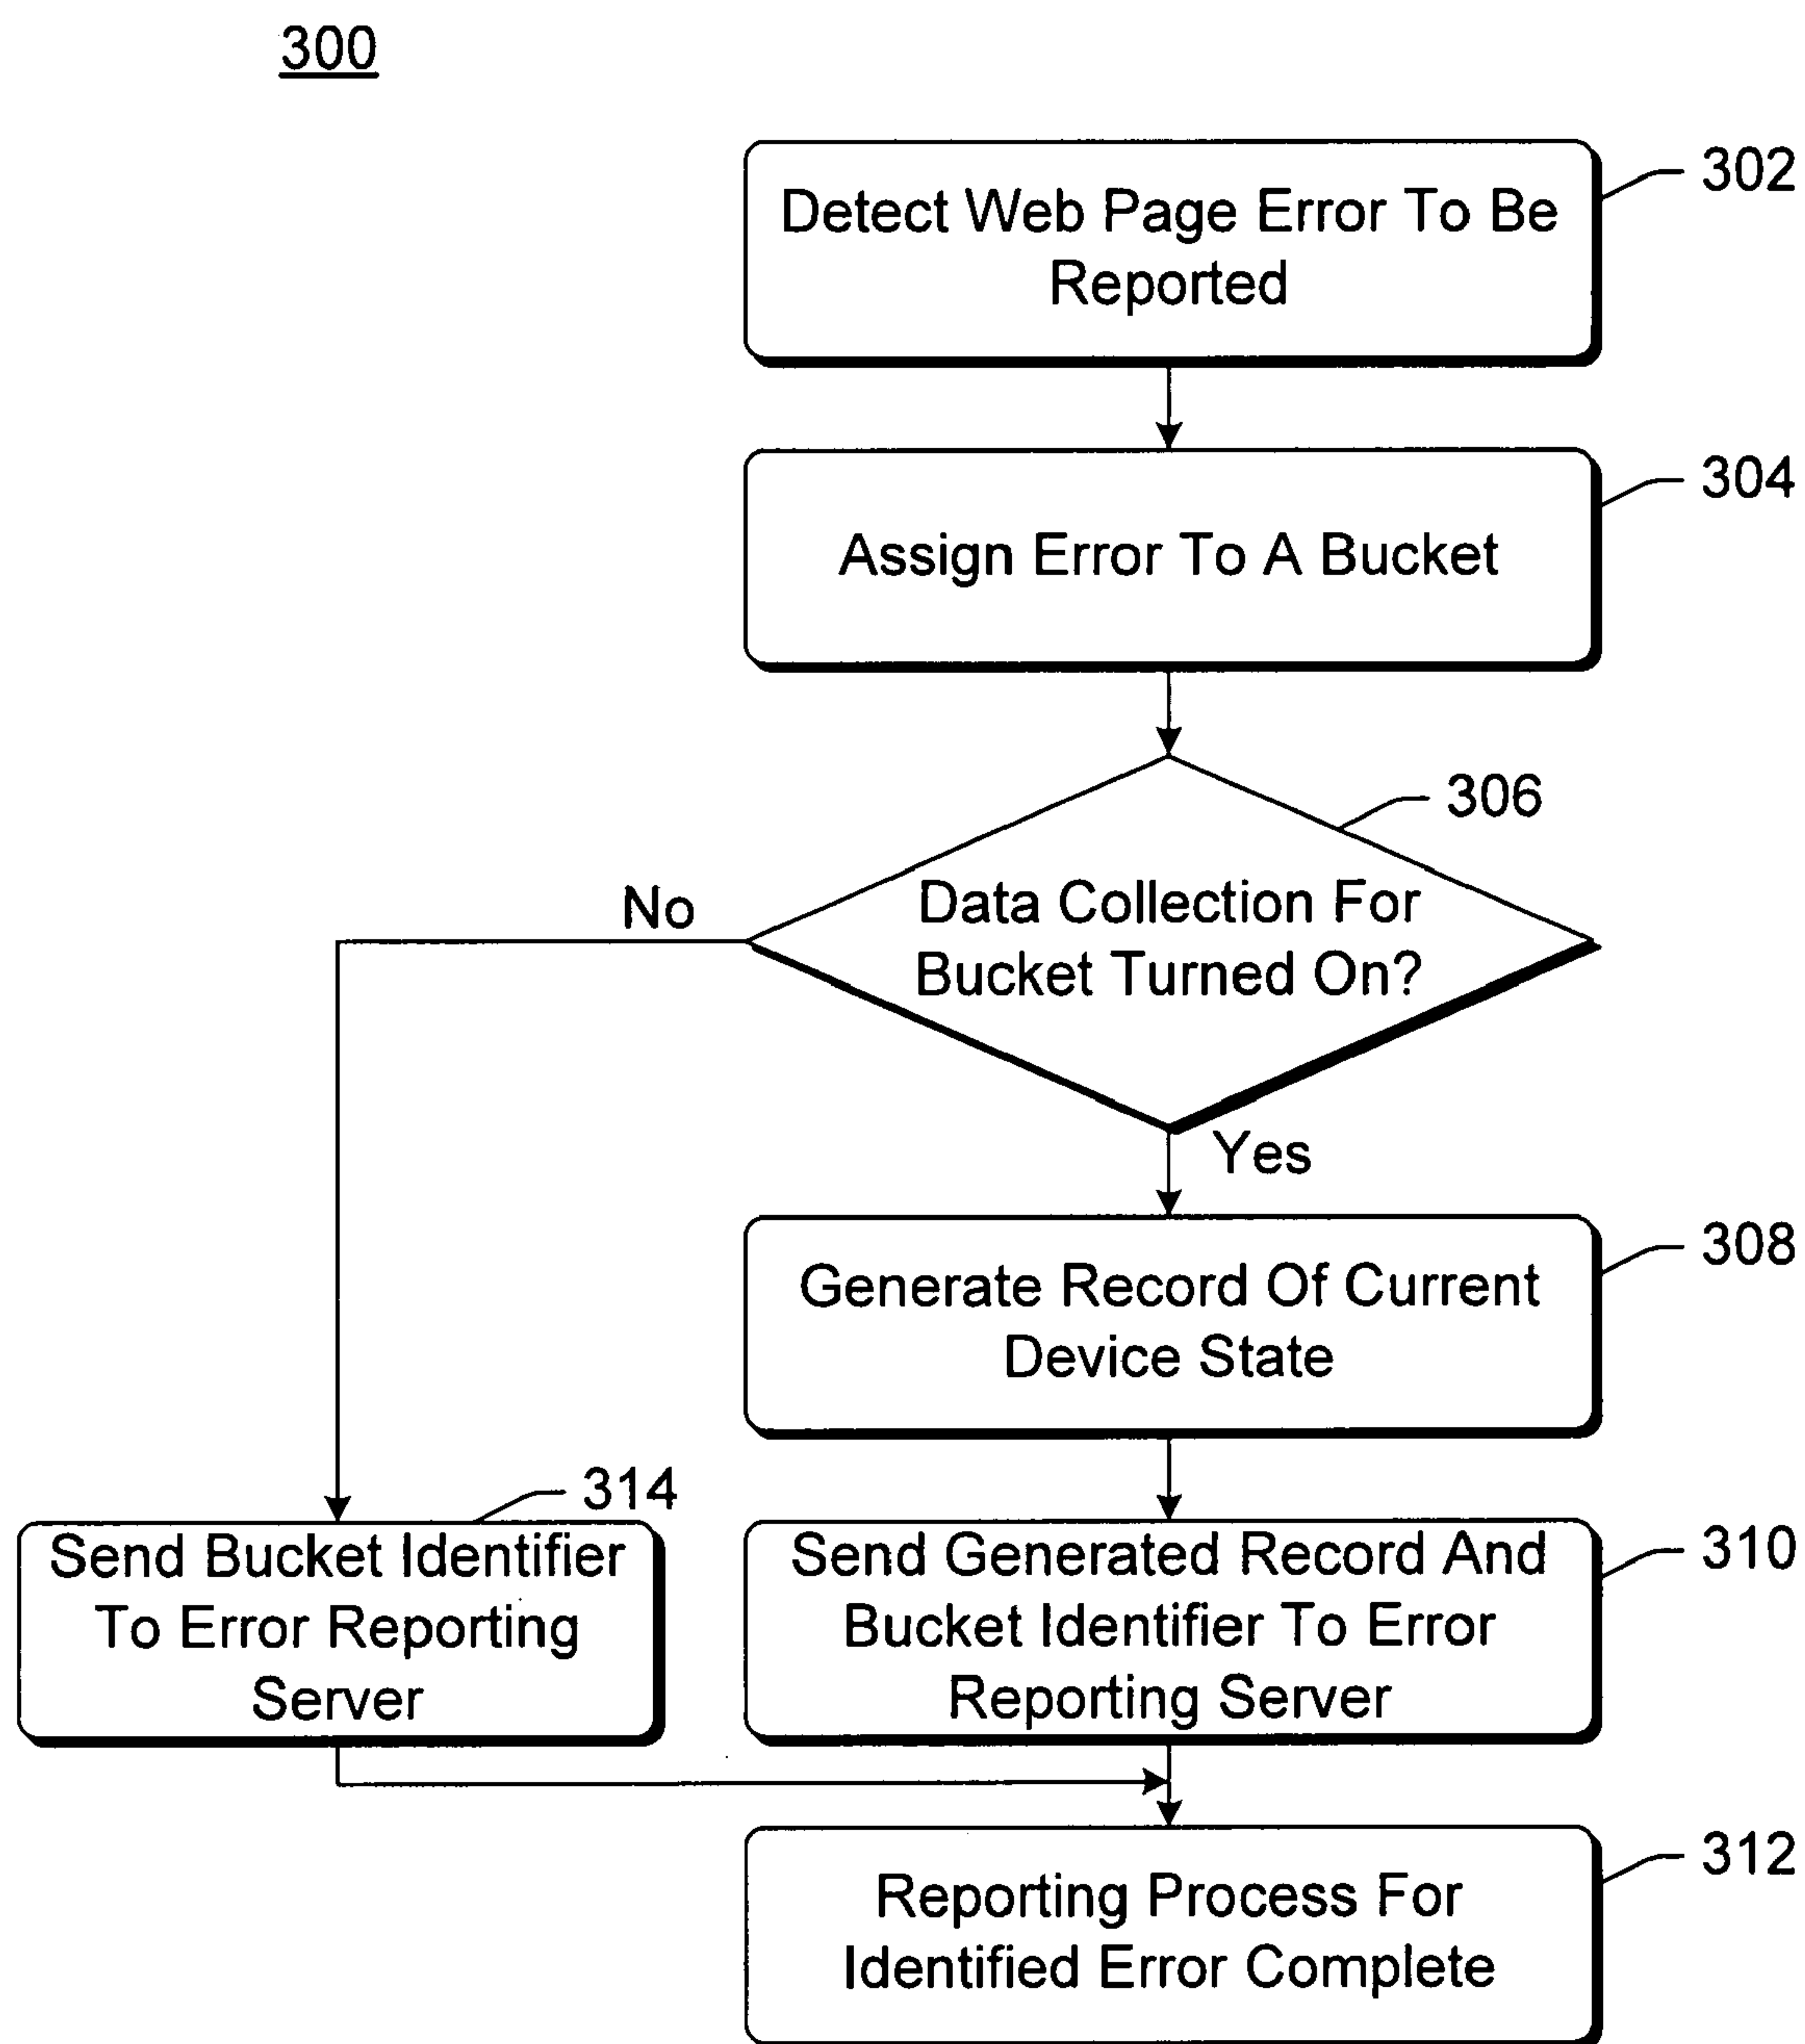 300
302
Detect Web Page Error To Be
Reported
304
Assign Error To A Bucket
306
Data Collection For
Bucket Turned On?
No
Yes
308
Generate Record Of Current
Device State
314
Send Bucket Identifier
To Error Reporting
Server
310
Send Generated Record And
Bucket Identifier To Error
Reporting Server
312
Reporting Process For
Identified Error Complete